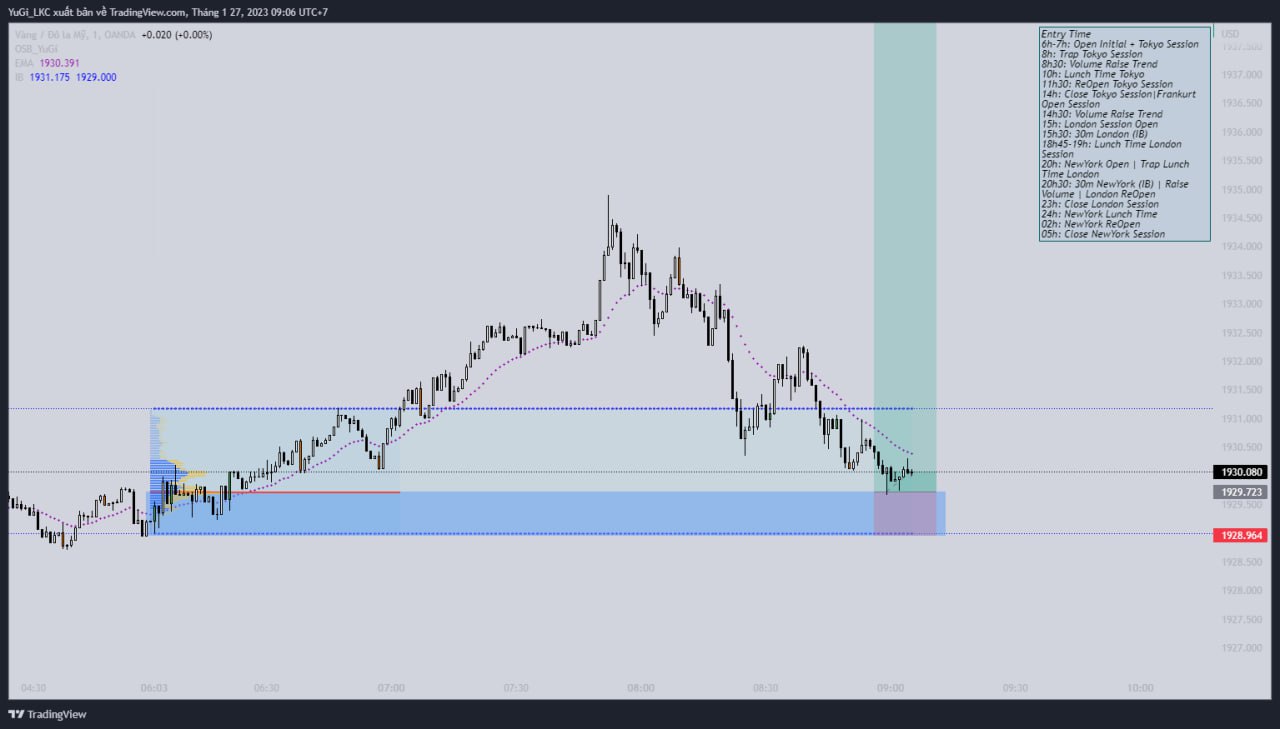 YuGi_LKC xuất bản về TradingView.com, Tháng 1 27, 2023 09:06 UTC+7
Vàng / Đô la Mỹ, 1, OANDA +0.020 (+0.00%)
OSB_YuGi
EMA 1930.391
IB 1931.175 1929.000
Entry Time
6h-7h: Open Initial + Tokyo Session
8h: Trap Tokyo Session
8h30: Volume Raise Trend
10h: Lunch Time Tokyo
11h30: ReOpen Tokyo Session
14h: Close Tokyo Session|Frankurt
Open Session
14h30: Volume Raise Trend
15h: London Session Open
15h30: 30m London (IB)
18h45-19h: Lunch Time London
Session
20h: NewYork Open | Trap Lunch
Time London
20h30: 30m NewYork (IB) | Raise
Volume | London ReOpen
23h: Close London Session
24h: NewYork Lunch Time
02h: NewYork ReOpen
05h: Close NewYork Session
USD
1937.500
1937.000
1936.500
1936.000
1935.500
1935.000
1934.500
1934.000
1933.500
1933.000
1932.500
1932.000
1931.500
1931.000
1930.500
1930.080
1929.723
1929.500
1928.964
1928.500
1928.000
1927.500
1927.000
04:30 06:03 06:30 07:00 07:30 08:00 08:30 09:00 09:30 10:00
TradingView